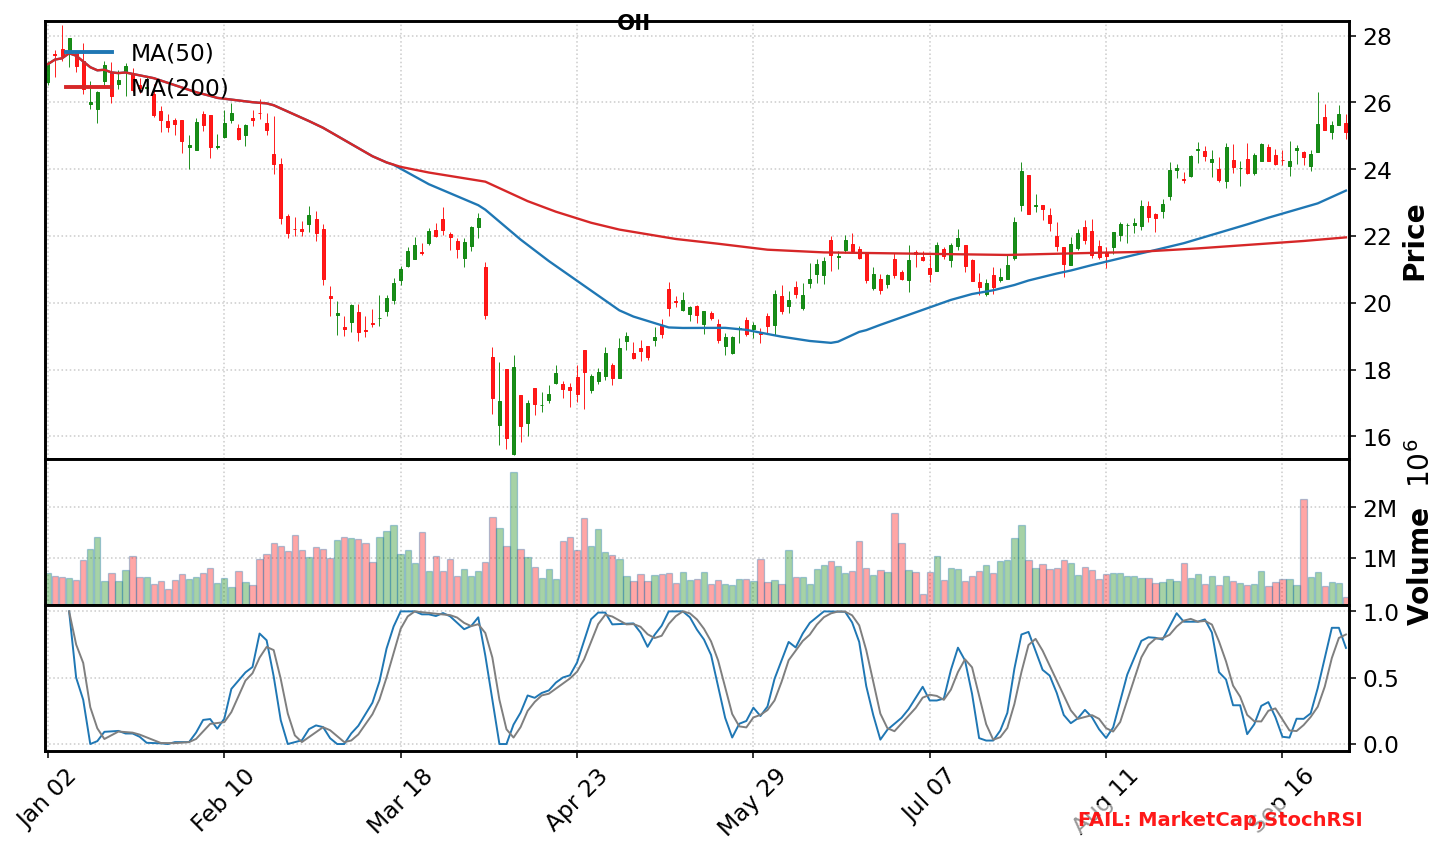 OII
MA(50)
MA(200)
28
26
24
22
20
18
16
Price
10⁶
2M
1M
Volume
1.0
0.5
0.0
Jan 02
Feb 10
Mar 18
Apr 23
May 29
Jul 07
Aug 11
Sep 16
FAIL: MarketCap,StochRSI